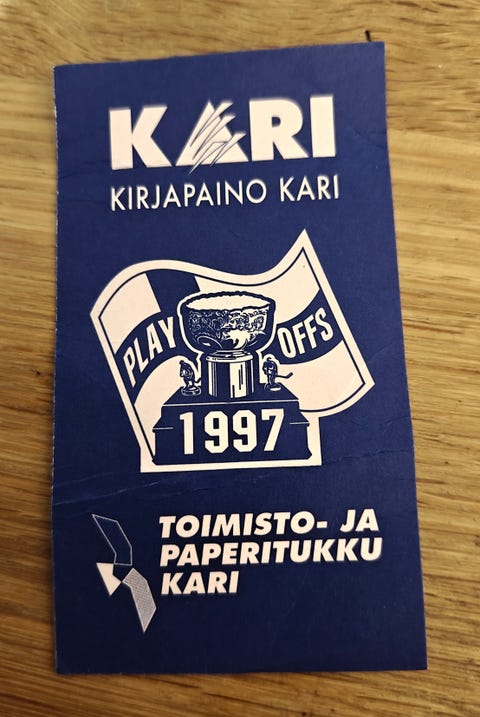 KARI
KIRJAPAINO KARI
PLAY OFFS
1997
TOIMISTO- JA
PAPERITUKKU
KARI